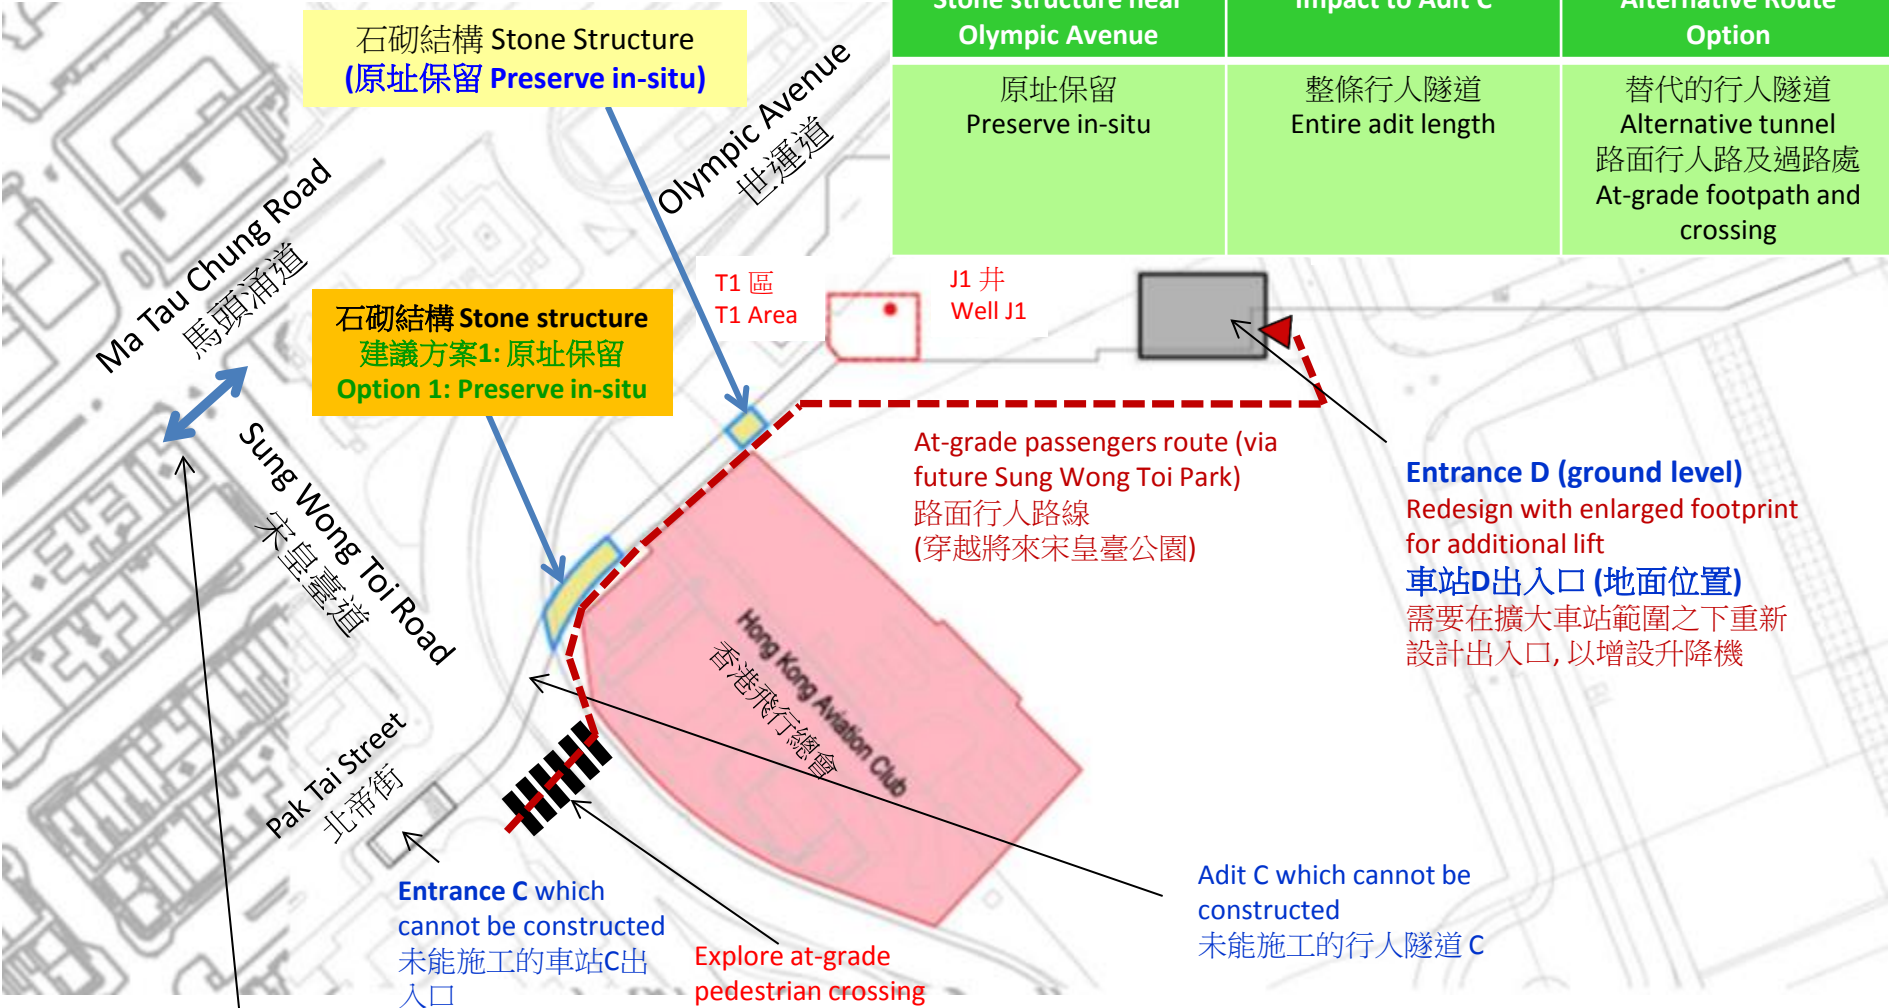 Stone structure near
Olympic Avenue
Impact to Adit C
Alternative Route
Option
原址保留
Preserve in-situ
整條行人隧道
Entire adit length
替代的行人隧道
Alternative tunnel
路面行人路及過路處
At-grade footpath and
crossing
石砌結構 Stone Structure
(原址保留 Preserve in-situ)
Olympic Avenue
世運道
Ma Tau Chung Road
馬頭涌道
T1 區
T1 Area
J1 井
Well J1
石砌結構 Stone structure
建議方案1: 原址保留
Option 1: Preserve in-situ
Sung Wong Toi Road
宋皇臺道
At-grade passengers route (via
future Sung Wong Toi Park)
路面行人路線
(穿越將來宋皇臺公園)
Entrance D (ground level)
Redesign with enlarged footprint
for additional lift
車站D出入口 (地面位置)
需要在擴大車站範圍之下重新
設計出入口, 以增設升降機
Hong Kong Aviation Club
香港飛行總會
Pak Tai Street
北帝街
Entrance C which
cannot be constructed
未能施工的車站C出
入口
Explore at-grade
pedestrian crossing
Adit C which cannot be
constructed
未能施工的行人隧道 C